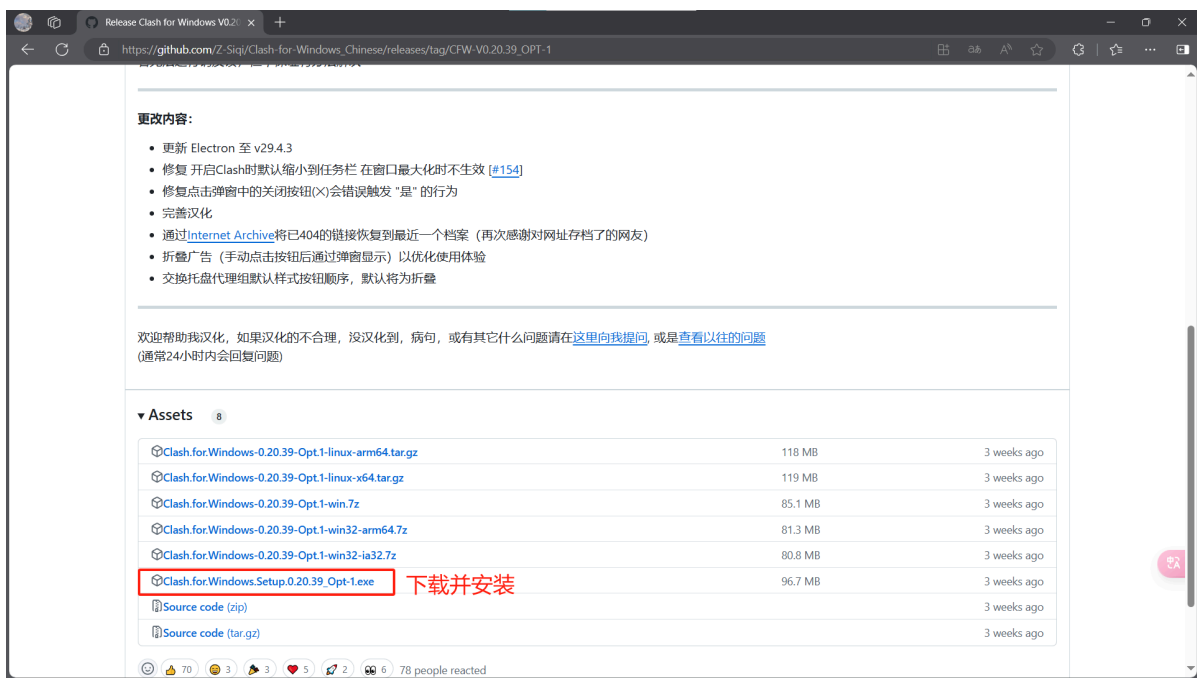 Release Clash for Windows V0.20
https://github.com/Z-Siqi/Clash-for-Windows_Chinese/releases/tag/CFW-V0.20.39_OPT-1
更改内容：
更新 Electron 至 v29.4.3
修复 开启Clash时默认缩小到任务栏 在窗口最大化时不生效 [#154]
修复点击弹窗中的关闭按钮(X)会错误触发 "是" 的行为
完善汉化
通过Internet Archive将已404的链接恢复到最近一个档案（再次感谢对网址存档了的网友）
折叠广告（手动点击按钮后通过弹窗显示）以优化使用体验
交换托盘代理组默认样式按钮顺序，默认将为折叠
欢迎帮助我汉化，如果汉化的不合理，没汉化到，病句，或有其它什么问题请在这里向我提问, 或是查看以往的问题
(通常24小时内会回复问题)
Assets 8
Clash.for.Windows-0.20.39-Opt.1-linux-arm64.tar.gz 118 MB 3 weeks ago
Clash.for.Windows-0.20.39-Opt.1-linux-x64.tar.gz 119 MB 3 weeks ago
Clash.for.Windows-0.20.39-Opt.1-win.7z 85.1 MB 3 weeks ago
Clash.for.Windows-0.20.39-Opt.1-win32-arm64.7z 81.3 MB 3 weeks ago
Clash.for.Windows-0.20.39-Opt.1-win32-ia32.7z 80.8 MB 3 weeks ago
Clash.for.Windows.Setup.0.20.39_Opt-1.exe 下载并安装 96.7 MB 3 weeks ago
Source code (zip) 3 weeks ago
Source code (tar.gz) 3 weeks ago
70 3 3 5 2 6 78 people reacted